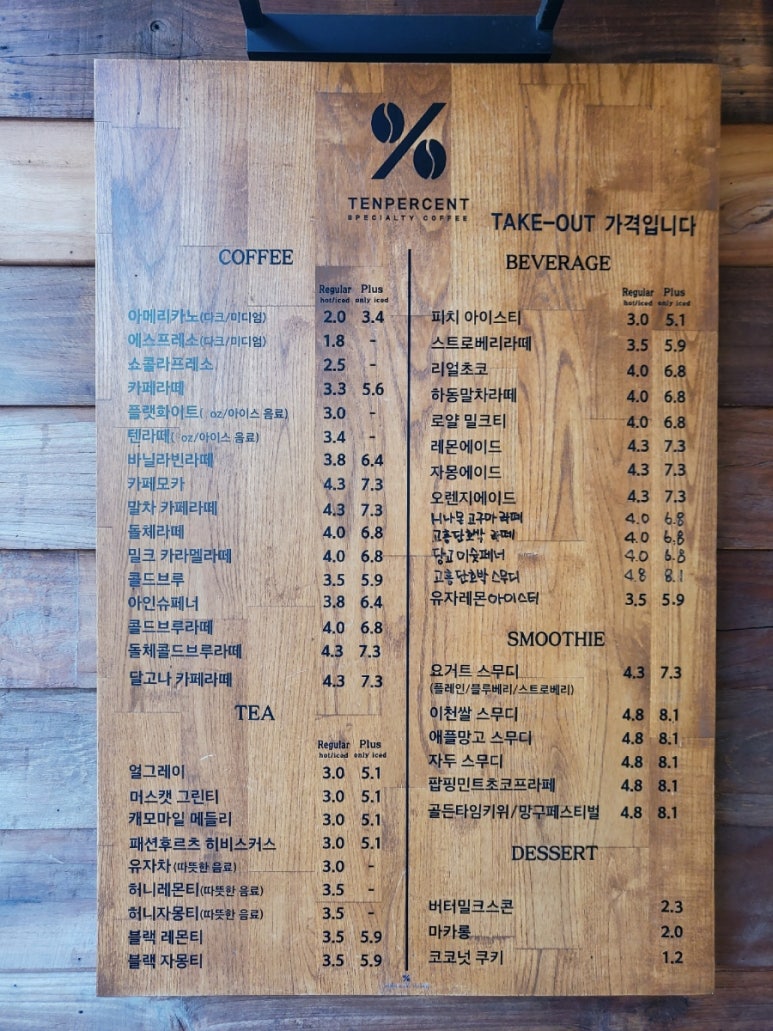 TENPERCENT
SPECIALTY COFFEE
TAKE-OUT 가격입니다
COFFEE
Regular Plus
hot/iced only iced
아메리카노(다크/미디엄) 2.0 3.4
에스프레소(다크/미디엄) 1.8 -
쇼콜라프레소 2.5 -
카페라떼 3.3 5.6
플랫화이트( oz/아이스 음료) 3.0 -
텐라떼( oz/아이스 음료) 3.4 -
바닐라빈라떼 3.8 6.4
카페모카 4.3 7.3
말차 카페라떼 4.3 7.3
돌체라떼 4.0 6.8
밀크 카라멜라떼 4.0 6.8
콜드브루 3.5 5.9
아인슈페너 3.8 6.4
콜드브루라떼 4.0 6.8
돌체콜드브루라떼 4.3 7.3
달고나 카페라떼 4.3 7.3
TEA
Regular Plus
hot/iced only iced
얼그레이 3.0 5.1
머스캣 그린티 3.0 5.1
캐모마일 메들리 3.0 5.1
패션후르츠 히비스커스 3.0 5.1
유자차(따뜻한 음료) 3.0 -
허니레몬티(따뜻한 음료) 3.5 -
허니자몽티(따뜻한 음료) 3.5 -
블랙 레몬티 3.5 5.9
블랙 자몽티 3.5 5.9
BEVERAGE
Regular Plus
hot/iced only iced
피치 아이스티 3.0 5.1
스트로베리라떼 3.5 5.9
리얼초코 4.0 6.8
하동말차라떼 4.0 6.8
로얄 밀크티 4.0 6.8
레몬에이드 4.3 7.3
자몽에이드 4.3 7.3
오렌지에이드 4.3 7.3
고구마 라떼 4.0 6.8
고흥단호박 라떼 4.0 6.8
당고미숫페너 4.0 6.8
고흥단호박 스무디 4.8 8.1
유자레몬아이스티 3.5 5.9
SMOOTHIE
요거트 스무디 4.3 7.3
(플레인/블루베리/스트로베리)
이천쌀 스무디 4.8 8.1
애플망고 스무디 4.8 8.1
자두 스무디 4.8 8.1
팝핑민트초코프라페 4.8 8.1
골든타임키위/망구페스티벌 4.8 8.1
DESSERT
버터밀크스콘 2.3
마카롱 2.0
코코넛 쿠키 1.2